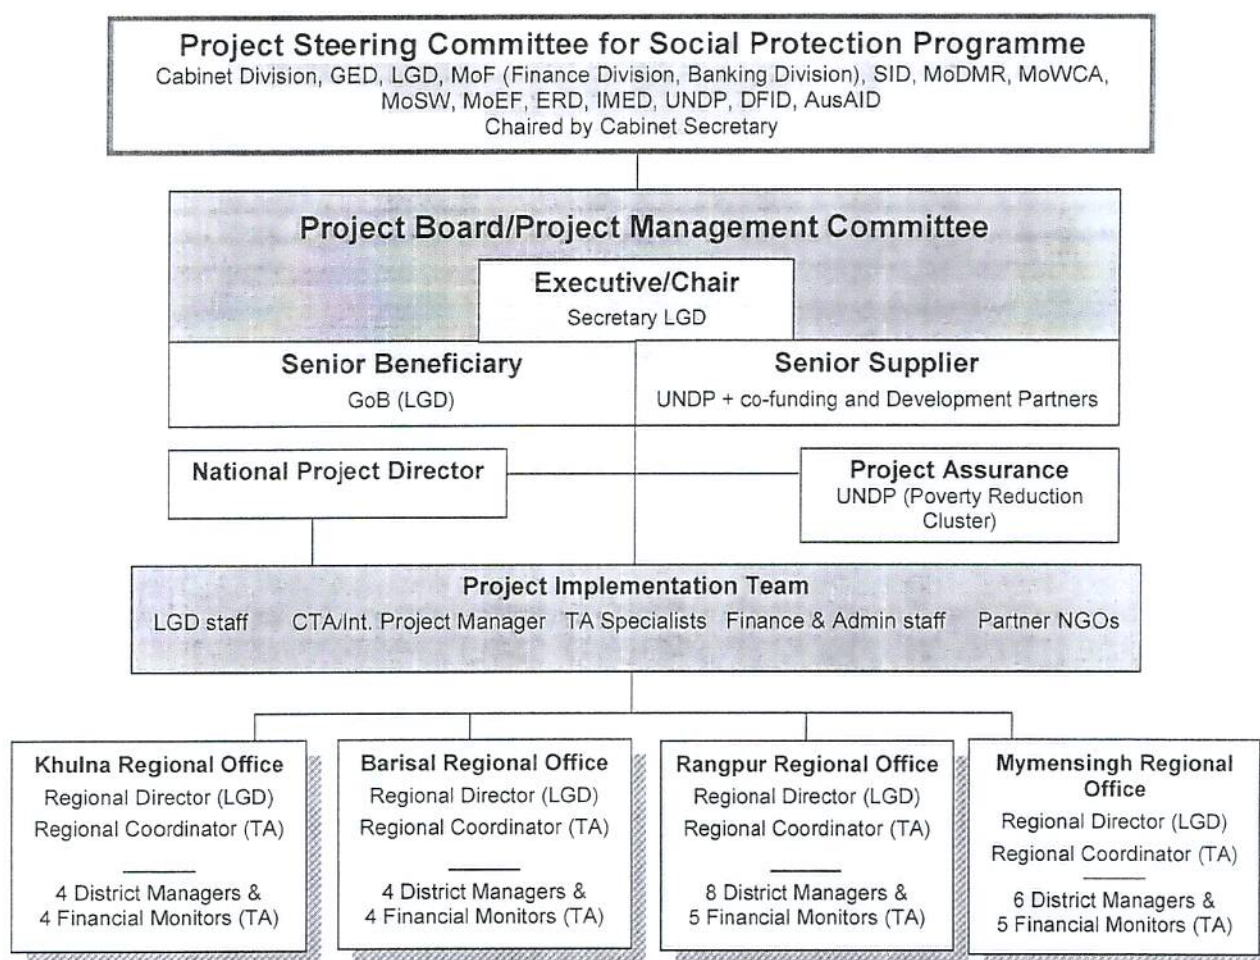 Project Steering Committee for Social Protection Programme
Cabinet Division, GED, LGD, MoF (Finance Division, Banking Division), SID, MoDMR, MoWCA,
MoSW, MoEF, ERD, IMED, UNDP, DFID, AusAID
Chaired by Cabinet Secretary
Project Board/Project Management Committee
Executive/Chair
Secretary LGD
Senior Beneficiary
GoB (LGD)
Senior Supplier
UNDP + co-funding and Development Partners
National Project Director
Project Assurance
UNDP (Poverty Reduction
Cluster)
Project Implementation Team
LGD staff CTA/Int. Project Manager TA Specialists Finance & Admin staff Partner NGOs
Khulna Regional Office
Regional Director (LGD)
Regional Coordinator (TA)
4 District Managers &
4 Financial Monitors (TA)
Barisal Regional Office
Regional Director (LGD)
Regional Coordinator (TA)
4 District Managers &
4 Financial Monitors (TA)
Rangpur Regional Office
Regional Director (LGD)
Regional Coordinator (TA)
8 District Managers &
5 Financial Monitors (TA)
Mymensingh Regional
Office
Regional Director (LGD)
Regional Coordinator (TA)
6 District Managers &
5 Financial Monitors (TA)